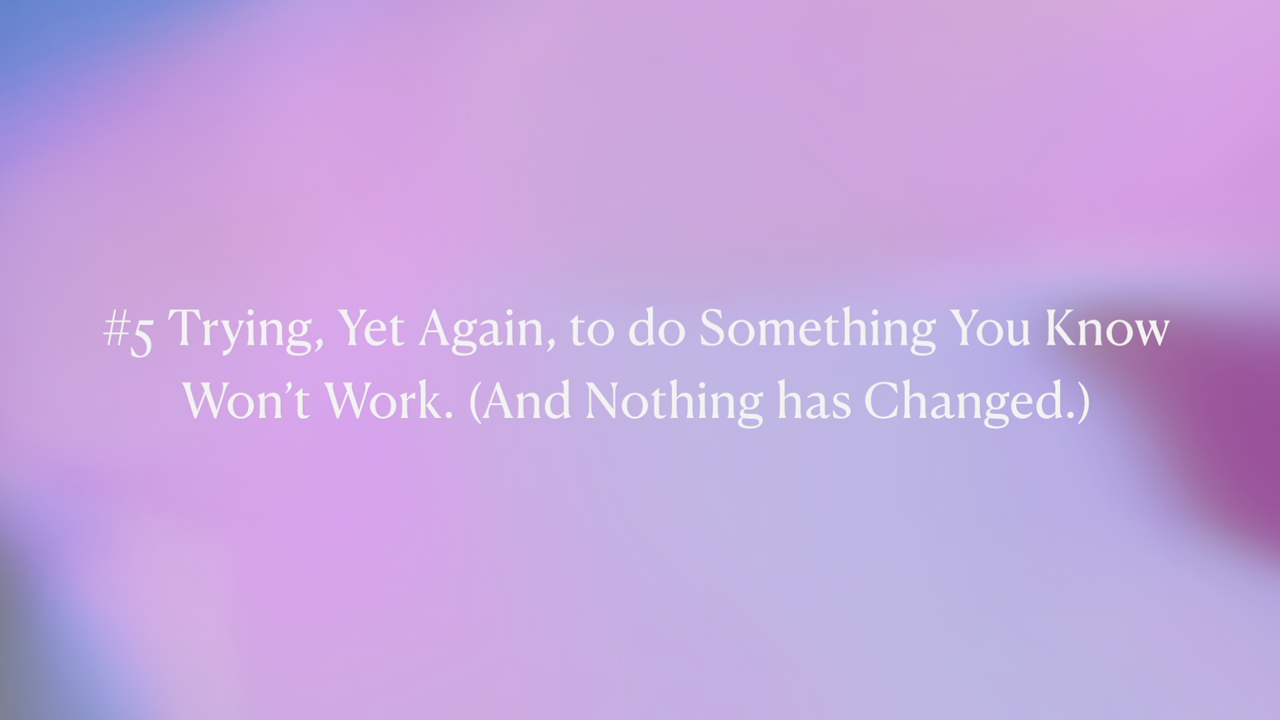 #5 Trying, Yet Again, to do Something You Know
Won’t Work. (And Nothing has Changed.)